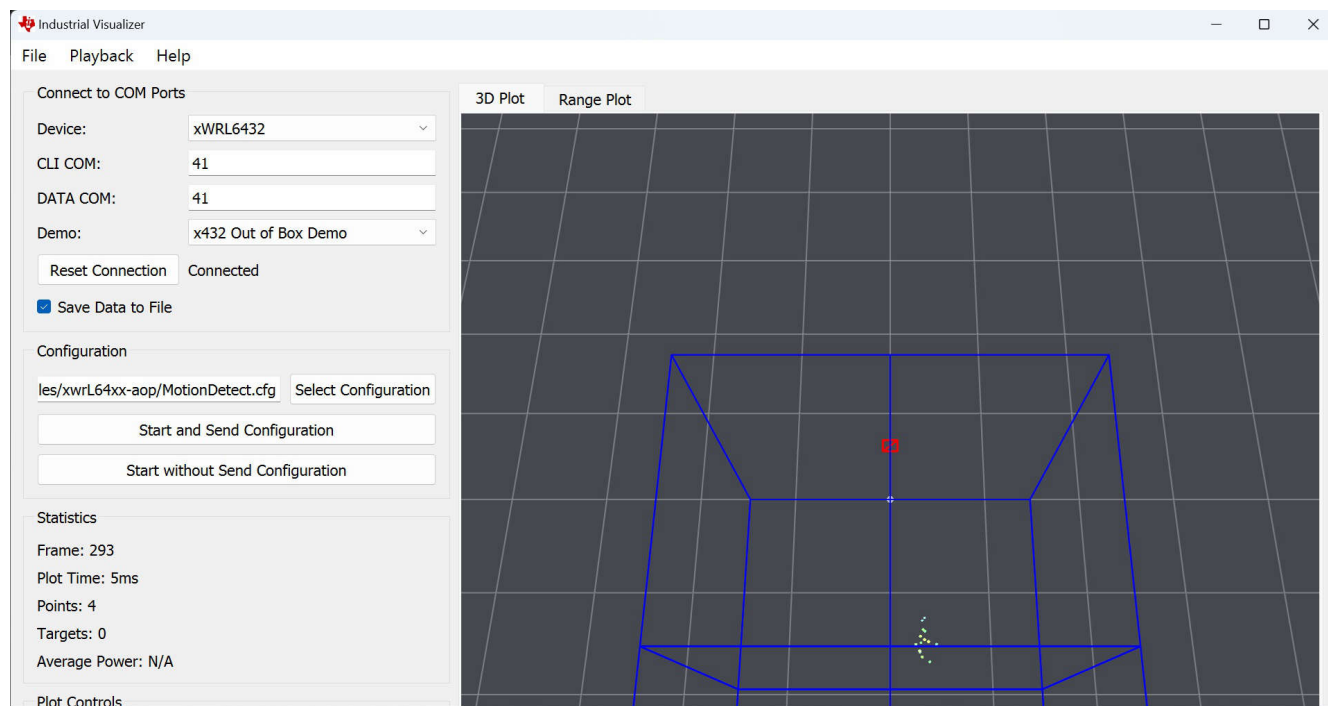 Industrial Visualizer
File Playback Help
Connect to COM Ports
Device: xWRL6432
CLI COM: 41
DATA COM: 41
Demo: x432 Out of Box Demo
Reset Connection Connected
Save Data to File
Configuration
les/xwrL64xx-aop/MotionDetect.cfg Select Configuration
Start and Send Configuration
Start without Send Configuration
Statistics
Frame: 293
Plot Time: 5ms
Points: 4
Targets: 0
Average Power: N/A
Plot Controls
3D Plot Range Plot